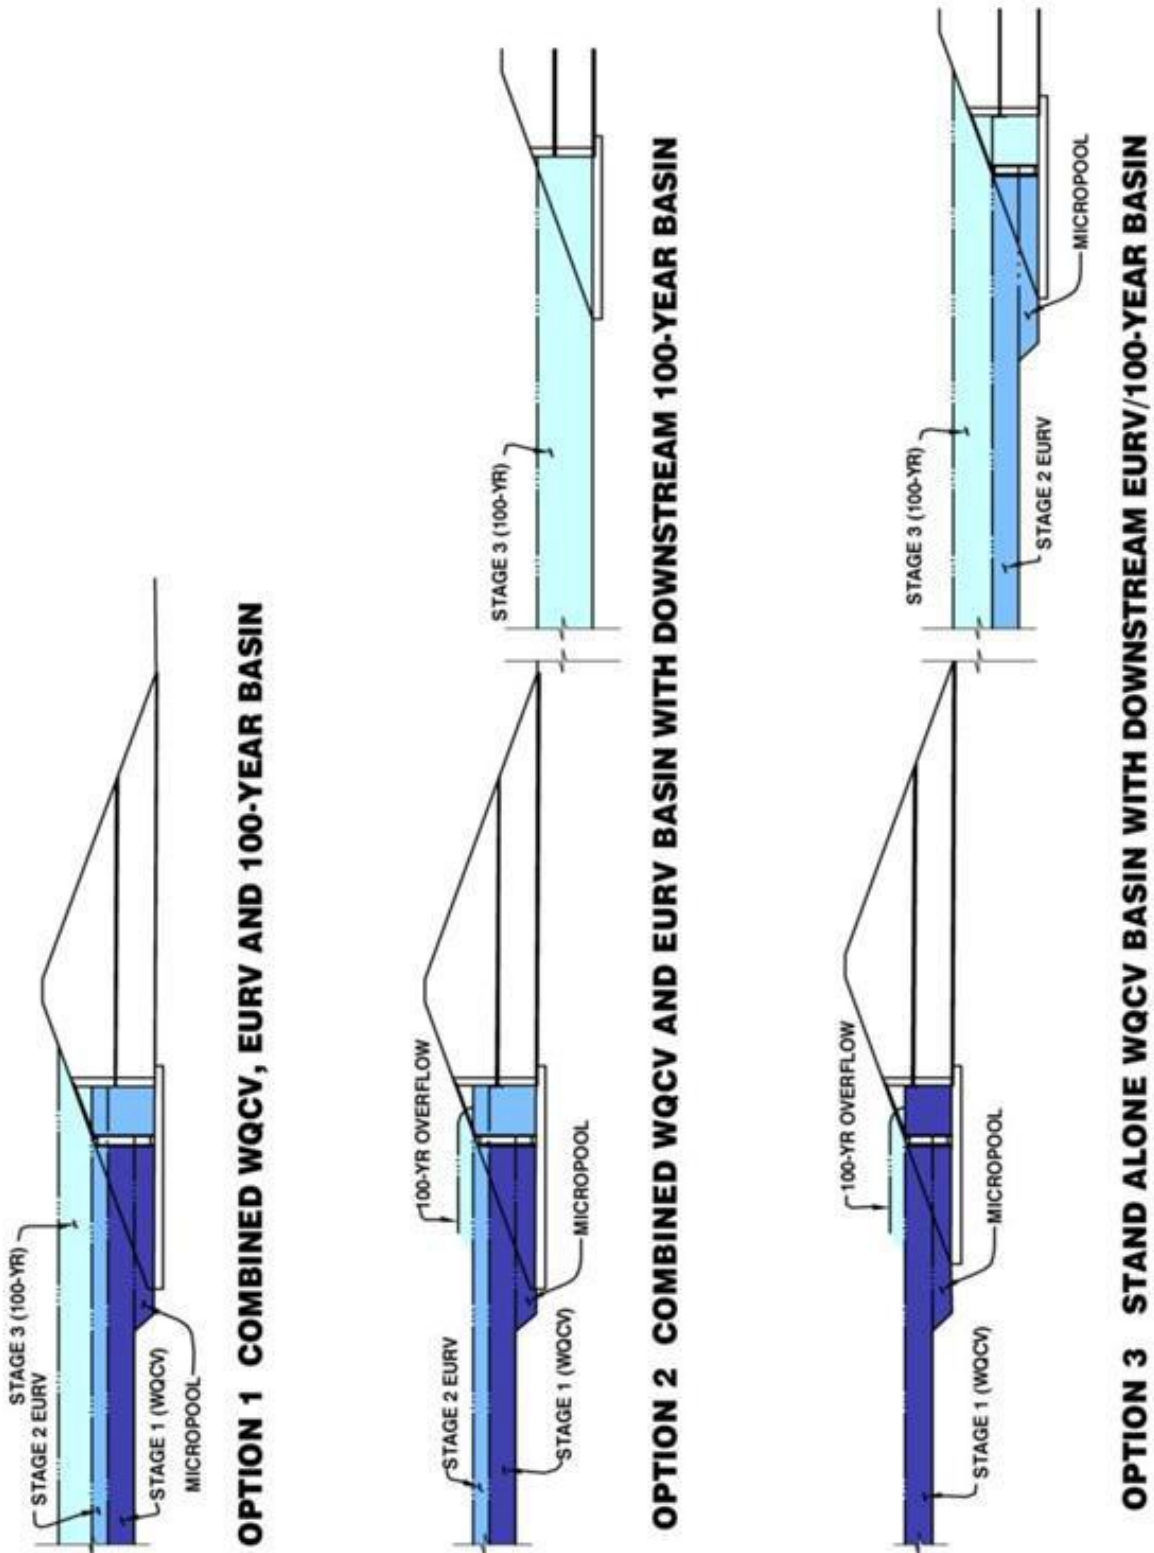 STAGE 3 (100-YR)
STAGE 2 EURV
STAGE 1 (WQCV)
MICROPOOL
OPTION 1 COMBINED WQCV, EURV AND 100-YEAR BASIN
STAGE 2 EURV
STAGE 1 (WQCV)
100-YR OVERFLOW
MICROPOOL
STAGE 3 (100-YR)
OPTION 2 COMBINED WQCV AND EURV BASIN WITH DOWNSTREAM 100-YEAR BASIN
STAGE 1 (WQCV)
100-YR OVERFLOW
MICROPOOL
STAGE 3 (100-YR)
STAGE 2 EURV
MICROPOOL
OPTION 3 STAND ALONE WQCV BASIN WITH DOWNSTREAM EURV/100-YEAR BASIN